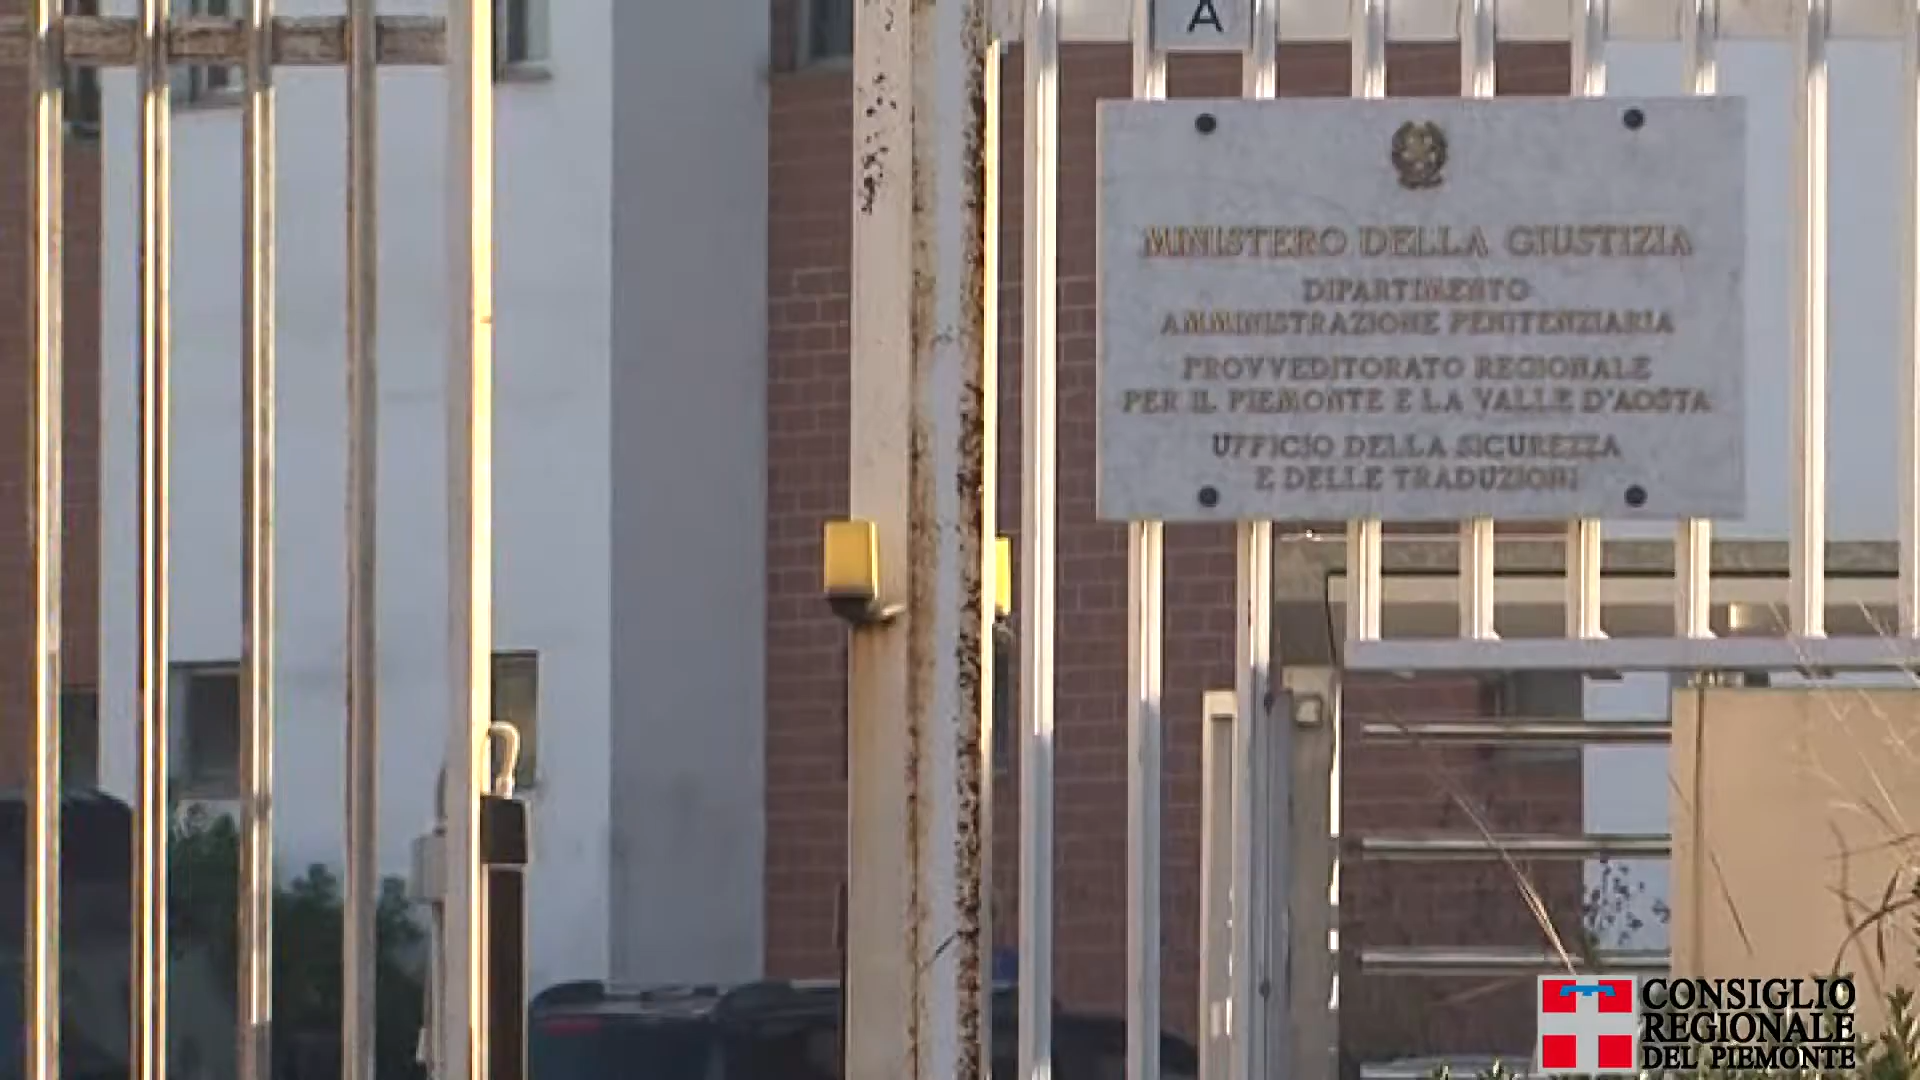 A
MINISTERO DELLA GIUSTIZIA
DIPARTIMENTO
AMMINISTRAZIONE PENITENZIARIA
PROVVEDITORATO REGIONALE
PER IL PIEMONTE E LA VALLE D'AOSTA
UFFICIO DELLA SICUREZZA
E DELLE TRADUZIONI
CONSIGLIO
REGIONALE
DEL PIEMONTE